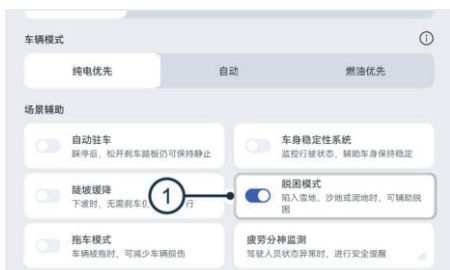 车辆模式
纯电优先
自动
燃油优先
场景辅助
自动驻车
踩停后，松开刹车踏板仍可保持静止
车身稳定性系统
监控行驶状态，辅助车身保持稳定
陡坡缓降
下坡时，无需刹车 行
1
脱困模式
陷入雪地、沙地或泥地时，可辅助脱
困
拖车模式
车辆被拖时，可减少车辆损伤
疲劳分神监测
驾驶人员状态异常时，进行安全提醒